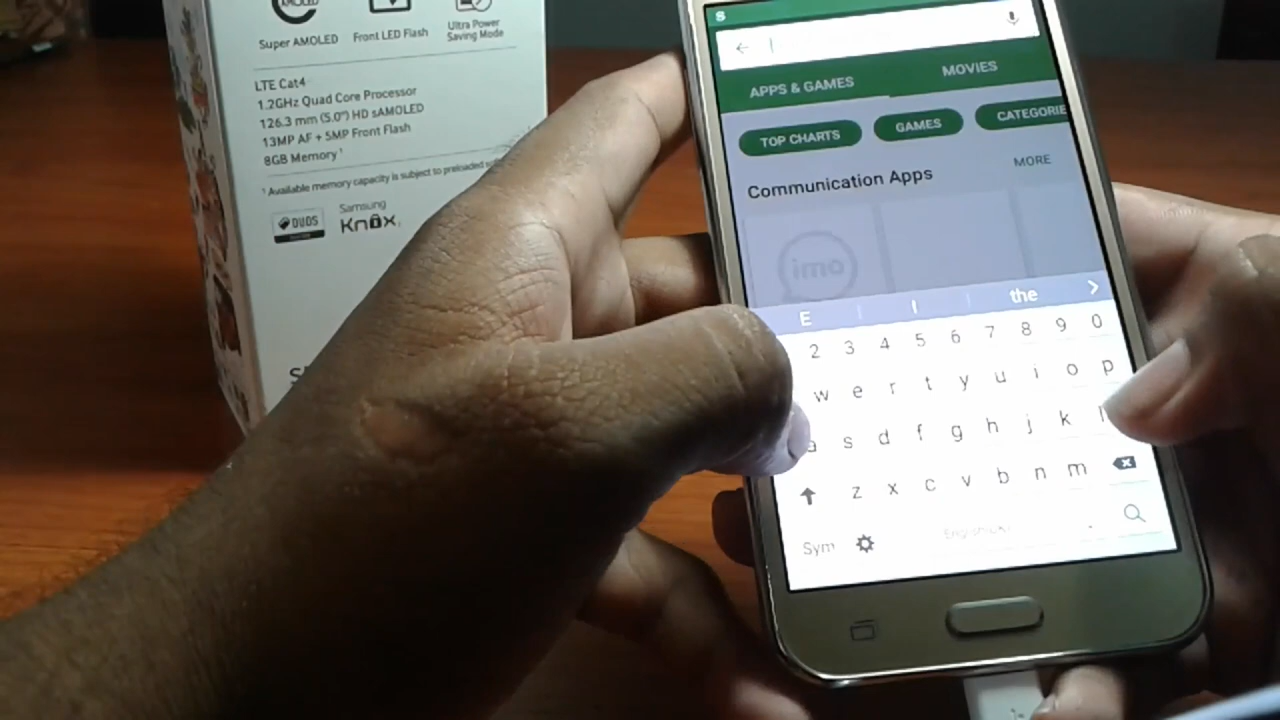 Super AMOLED
Front LED Flash
Ultra Power
Saving Mode
LTE Cat4
1.2GHz Quad Core Processor
126.3 mm (5.0") HD sAMOLED
13MP AF + 5MP Front Flash
8GB Memory¹
¹ Available memory capacity is subject to preloaded
DUOS
Samsung
Knox
APPS & GAMES
MOVIES
TOP CHARTS
GAMES
CATEGORIE
Communication Apps
MORE
imo
E
I
the
2 3 4 5 6 7 8 9 0
w e r t y u i o p
a s d f g h j k l
z x c v b n m
Sym
.